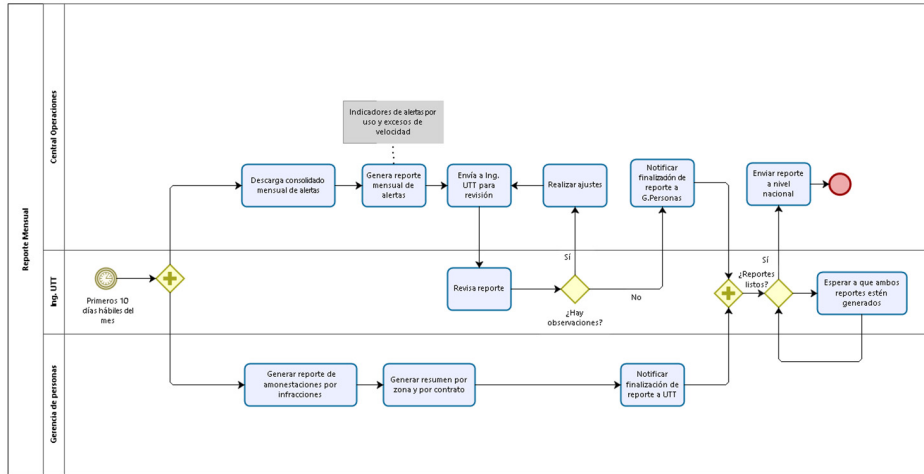 Reporte Mensual
Central Operaciones
Indicadores de alertas por
uso y excesos de
velocidad
Descarga consolidado
mensual de alertas
Genera reporte
mensual de
alertas
Envía a Ing.
UTT para
revisión
Realizar ajustes
Notificar
finalización de
reporte a
G.Personas
Enviar reporte
a nivel
nacional
Ing. UTT
Primeros 10
días hábiles del
mes
Revisa reporte
Sí
¿Hay
observaciones?
No
¿Reportes
listos?
Sí
Esperar a que ambos
reportes estén
generados
Gerencia de personas
Generar reporte de
amonestaciones por
infracciones
Generar resumen por
zona y por contrato
Notificar
finalización de
reporte a UTT